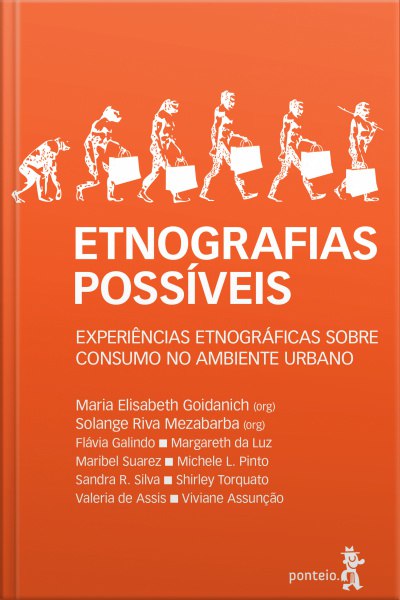 ETNOGRAFIAS
POSSÍVEIS
EXPERIÊNCIAS ETNOGRÁFICAS SOBRE
CONSUMO NO AMBIENTE URBANO
Maria Elisabeth Goidanich (org)
Solange Riva Mezabarba (org)
Flávia Galindo ■ Margareth da Luz
Maribel Suarez ■ Michele L. Pinto
Sandra R. Silva ■ Shirley Torquato
Valeria de Assis ■ Viviane Assunção
ponteio